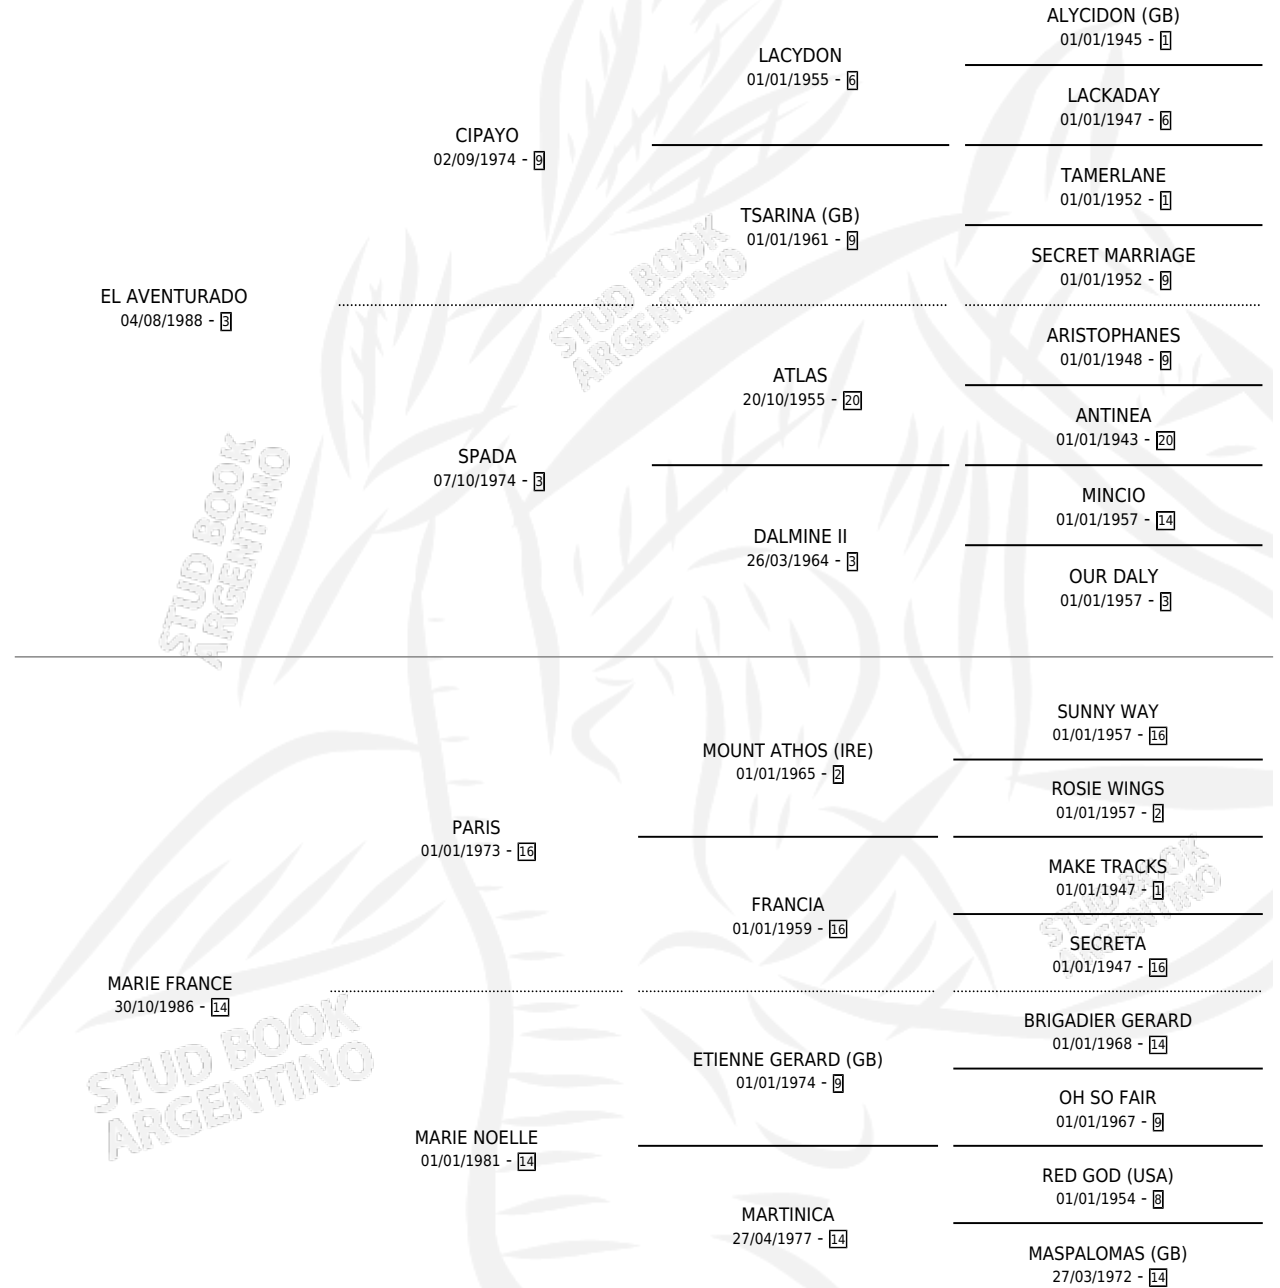 ALYCIDON (GB)
01/01/1945 - 1
LACYDON
01/01/1955 - 6
LACKADAY
01/01/1947 - 6
CIPAYO
02/09/1974 - 9
TAMERLANE
01/01/1952 - 1
TSARINA (GB)
01/01/1961 - 9
SECRET MARRIAGE
01/01/1952 - 9
EL AVENTURADO
04/08/1988 - 3
STUD BOOK
ARGENTINO
ARISTOPHANES
01/01/1948 - 9
ATLAS
20/10/1955 - 20
ANTINEA
01/01/1943 - 20
SPADA
07/10/1974 - 3
MINCIO
01/01/1957 - 14
DALMINE II
26/03/1964 - 3
OUR DALY
01/01/1957 - 3
STUD BOOK
ARGENTINO
SUNNY WAY
01/01/1957 - 16
MOUNT ATHOS (IRE)
01/01/1965 - 2
ROSIE WINGS
01/01/1957 - 2
PARIS
01/01/1973 - 16
MAKE TRACKS
01/01/1947 - 1
FRANCIA
01/01/1959 - 16
SECRETA
01/01/1947 - 16
STUD BOOK
ARGENTINO
MARIE FRANCE
30/10/1986 - 14
BRIGADIER GERARD
01/01/1968 - 14
ETIENNE GERARD (GB)
01/01/1974 - 9
OH SO FAIR
01/01/1967 - 9
STUD BOOK
ARGENTINO
MARIE NOELLE
01/01/1981 - 14
RED GOD (USA)
01/01/1954 - 8
MARTINICA
27/04/1977 - 14
MASPALOMAS (GB)
27/03/1972 - 14